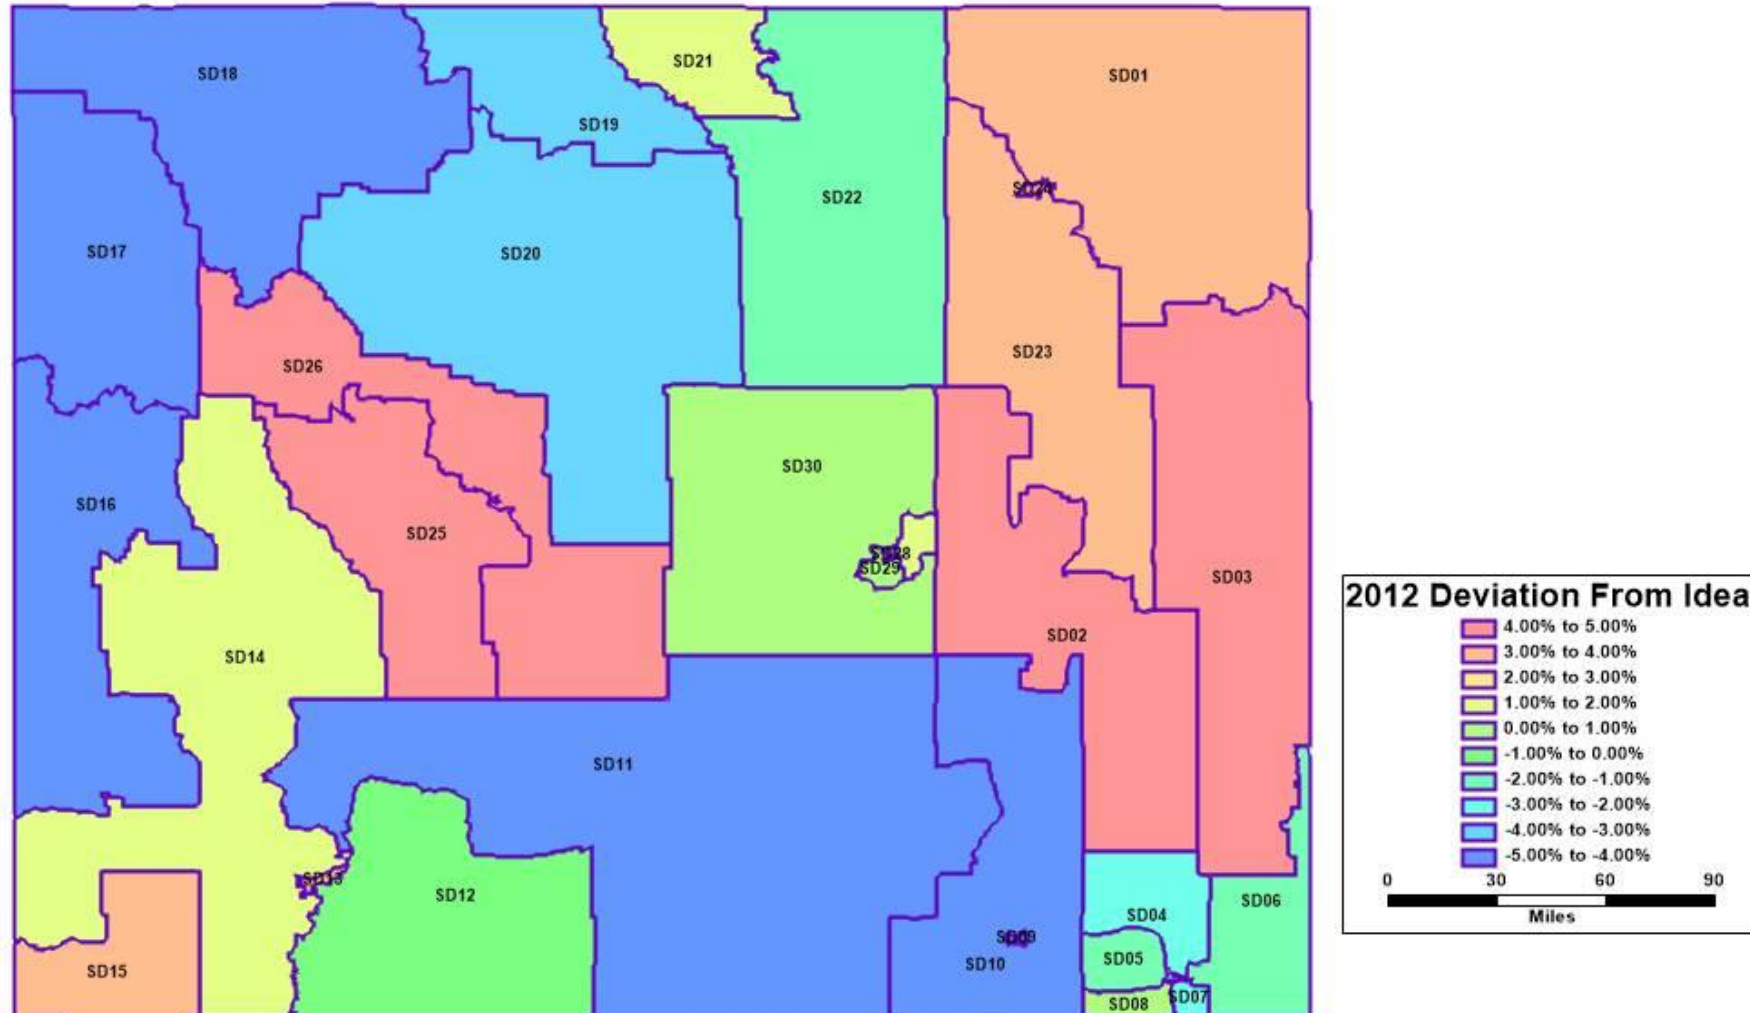 SD18
SD21
SD01
SD19
SD24
SD22
SD17
SD20
SD23
SD26
SD30
SD16
SD25
SD28
SD29
SD03
2012 Deviation From Idea
4.00% to 5.00%
SD02
3.00% to 4.00%
SD14
2.00% to 3.00%
1.00% to 2.00%
0.00% to 1.00%
SD11
-1.00% to 0.00%
-2.00% to -1.00%
-3.00% to -2.00%
-4.00% to -3.00%
-5.00% to -4.00%
SD13
0 30 60 90
SD12
SD06
SD04
Miles
SD09
SD05
SD10
SD15
SD07
SD08